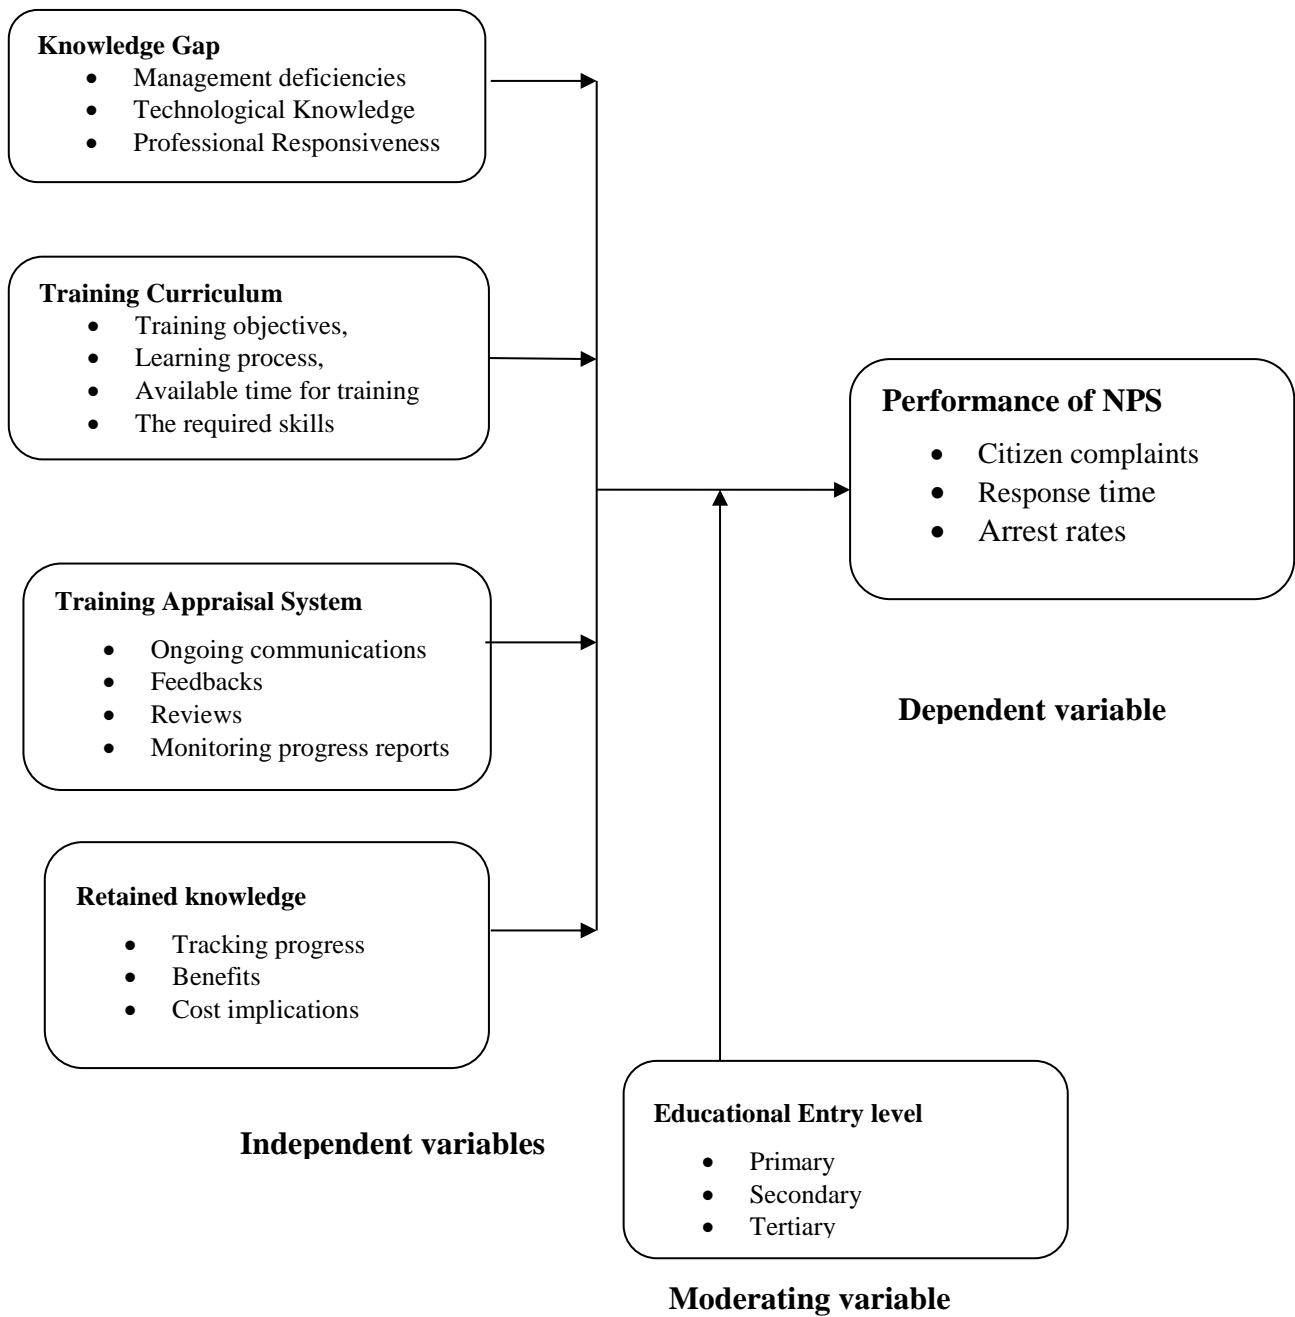 Knowledge Gap
• Management deficiencies
• Technological Knowledge
• Professional Responsiveness
Training Curriculum
• Training objectives,
• Learning process,
• Available time for training
• The required skills
Training Appraisal System
• Ongoing communications
• Feedbacks
• Reviews
• Monitoring progress reports
Retained knowledge
• Tracking progress
• Benefits
• Cost implications
Independent variables
Performance of NPS
• Citizen complaints
• Response time
• Arrest rates
Dependent variable
Educational Entry level
• Primary
• Secondary
• Tertiary
Moderating variable